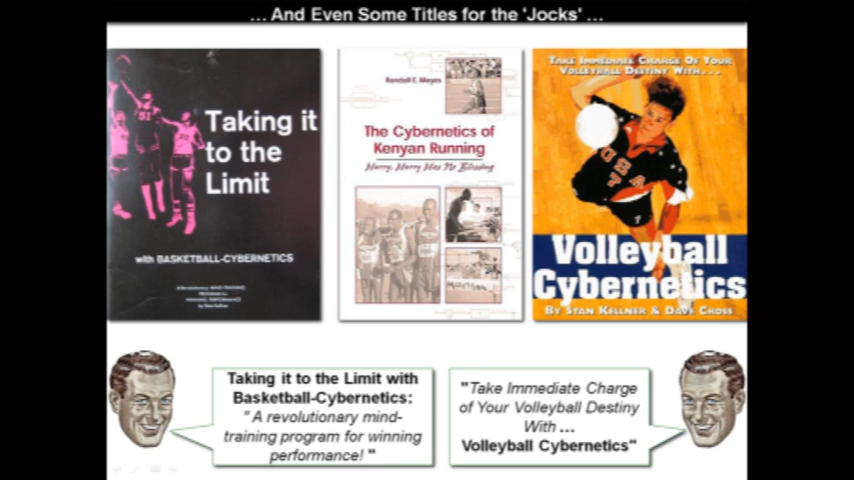 ... And Even Some Titles for the 'Jocks' ...
Taking it
to the
Limit
with BASKETBALL-CYBERNETICS
Randall E. Mayes
The Cybernetics of
Kenyan Running
Hurry, Hurry Has No Blessing
TAKE IMMEDIATE CHARGE OF YOUR
VOLLEYBALL DESTINY WITH...
USA
7
Volleyball
Cybernetics
BY STAN KELLNER & DAVE CROSS
Taking it to the Limit with
Basketball-Cybernetics:
"A revolutionary mind-
training program for winning
performance! "
"Take Immediate Charge
of Your Volleyball Destiny
With ...
Volleyball Cybernetics"